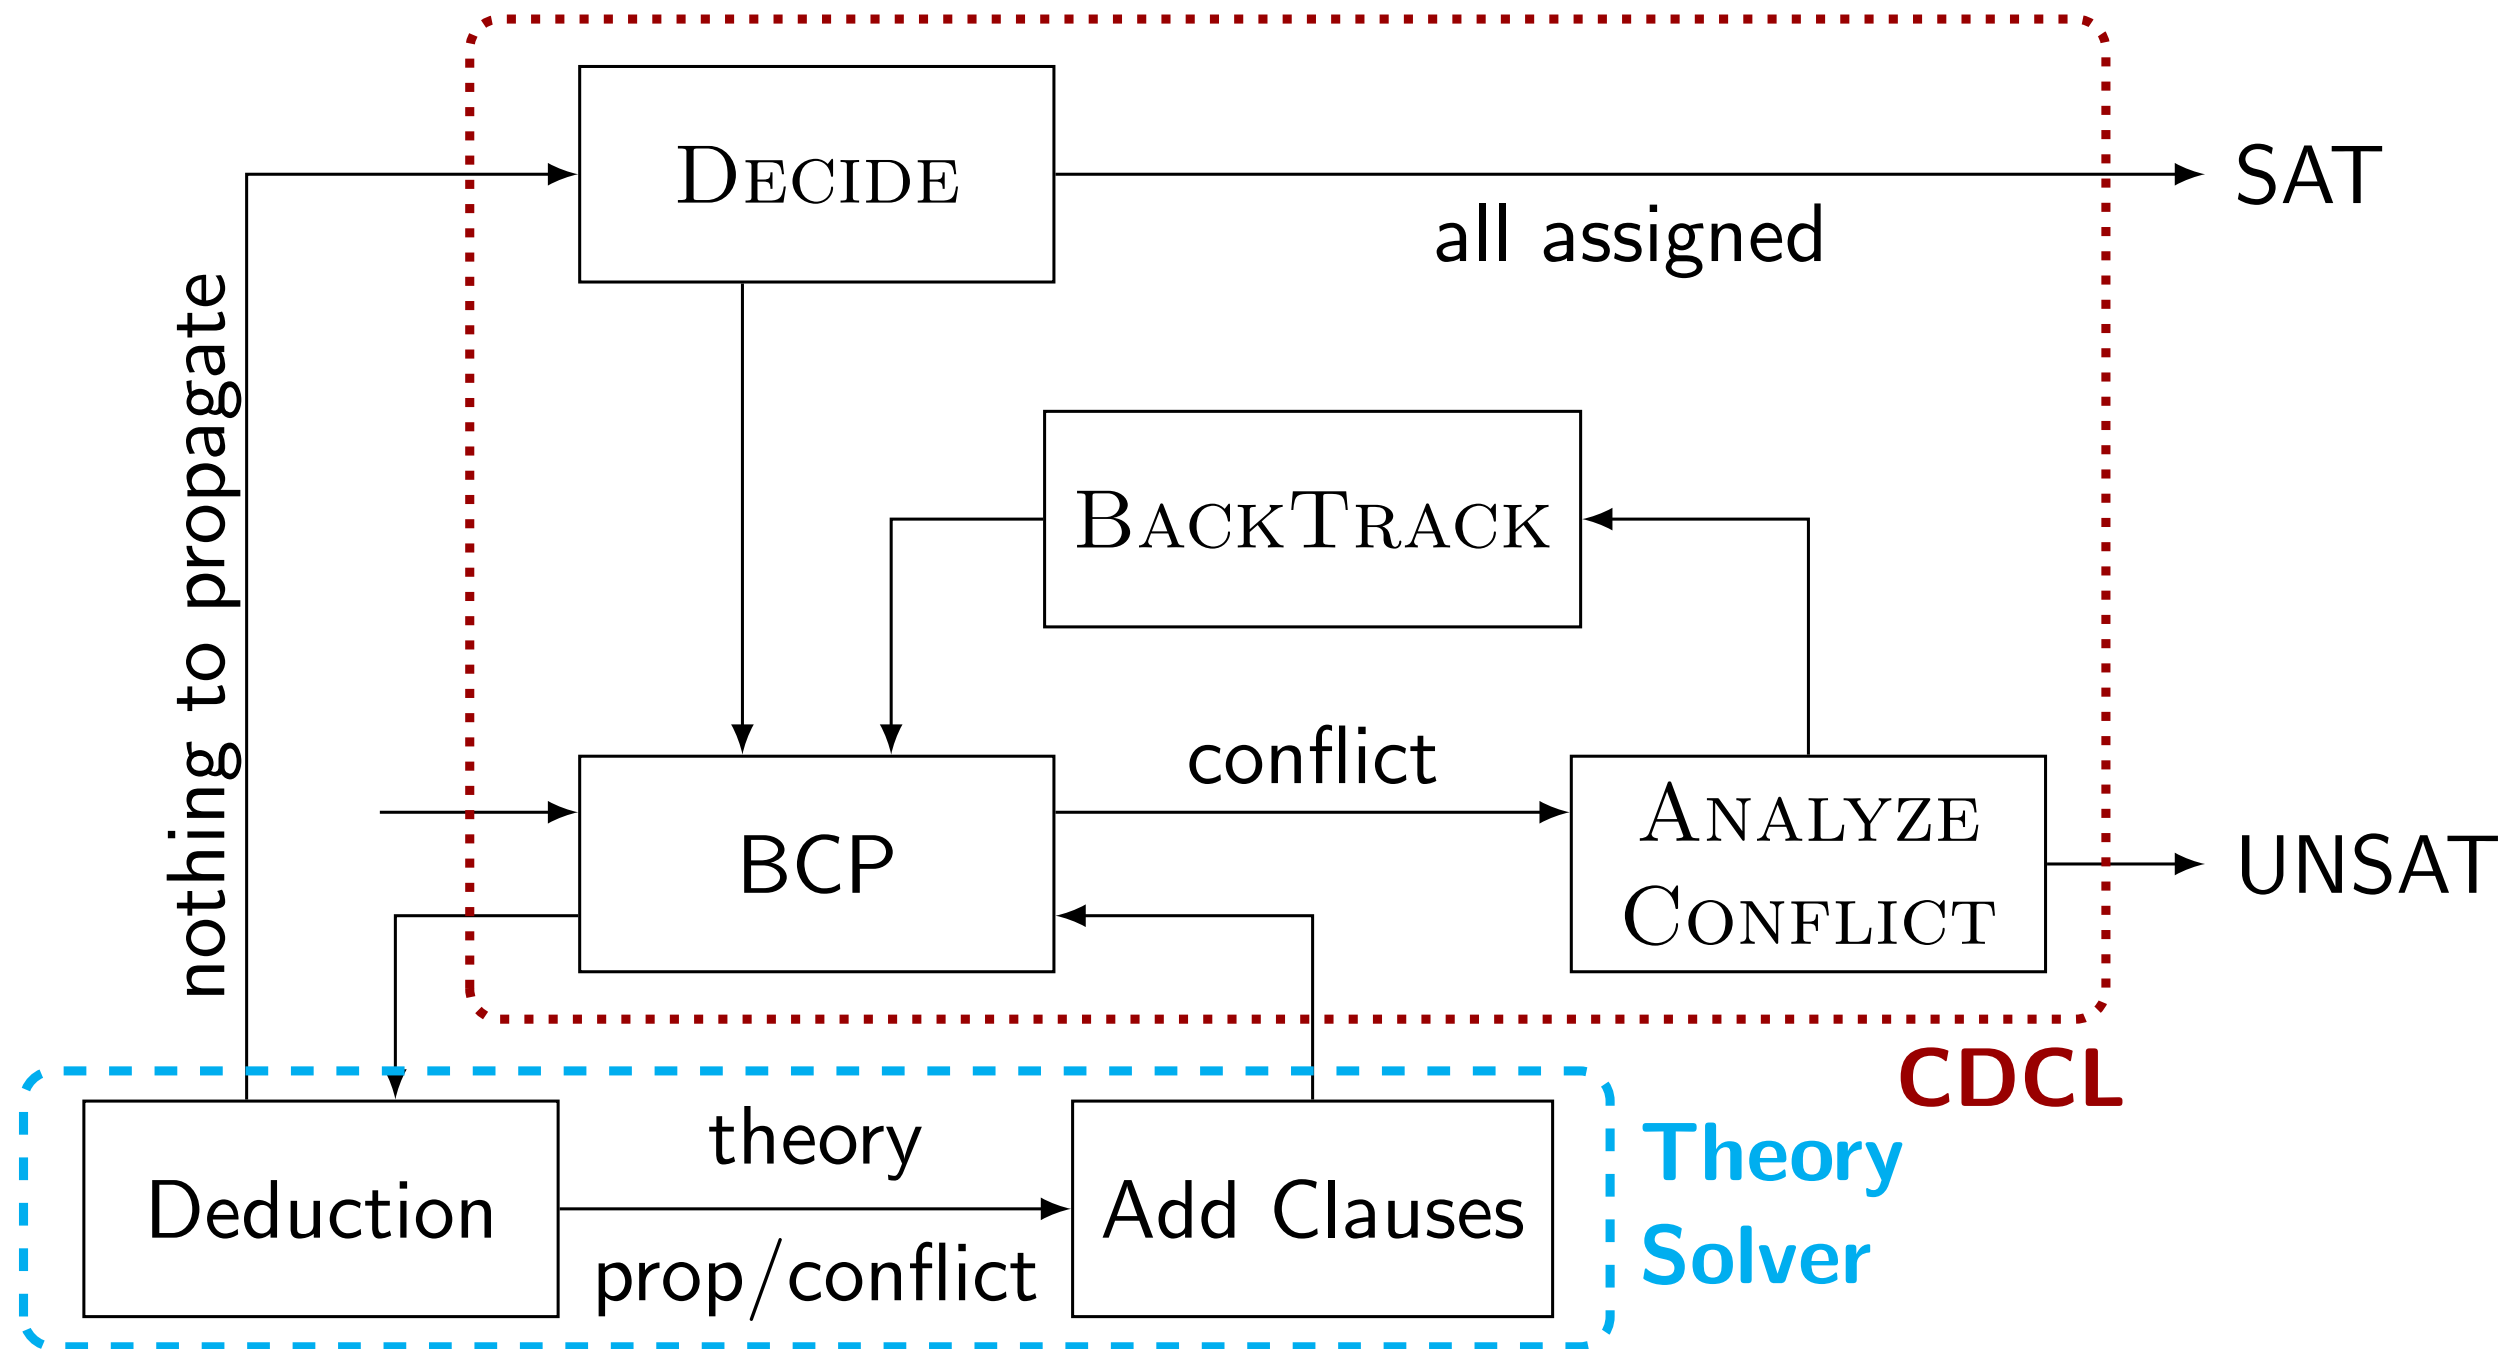 DECIDE
SAT
all assigned
nothing to propagate
BACKTRACK
conflict
BCP
ANALYZE
CONFLICT
UNSAT
CDCL
theory
prop/conflict
Deduction
Add Clauses
Theory
Solver